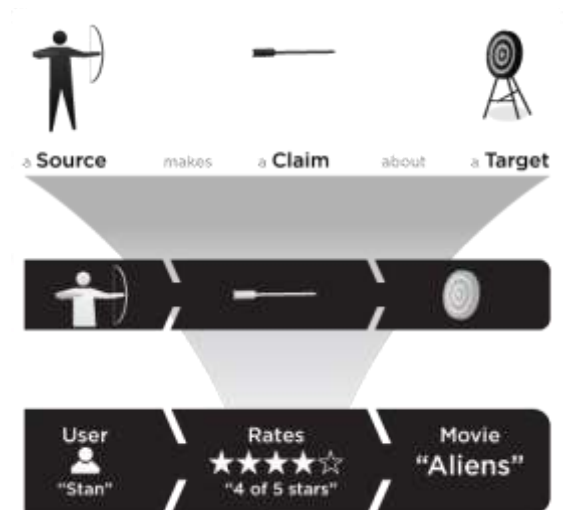 a Source makes a Claim about a Target
User Rates Movie
★★★★☆ "Aliens"
"Stan" "4 of 5 stars"